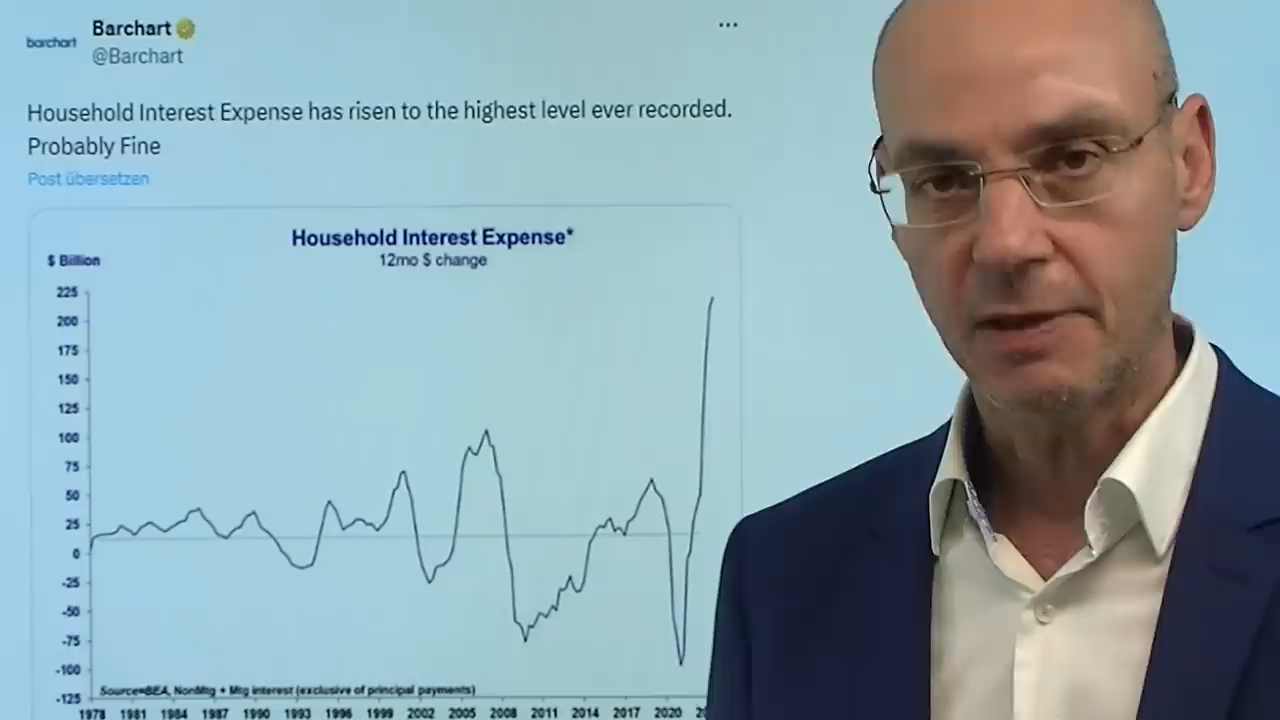 barchart
Barchart
@Barchart
Household Interest Expense has risen to the highest level ever recorded.
Probably Fine
Post übersetzen
Household Interest Expense*
12mo $ change
$ Billion
225
200
175
150
125
100
75
50
25
0
-25
-50
-75
-100
-125
Source=BEA, NonMtg + Mtg interest (exclusive of principal payments)
1978 1981 1984 1987 1990 1993 1996 1999 2002 2005 2008 2011 2014 2017 2020